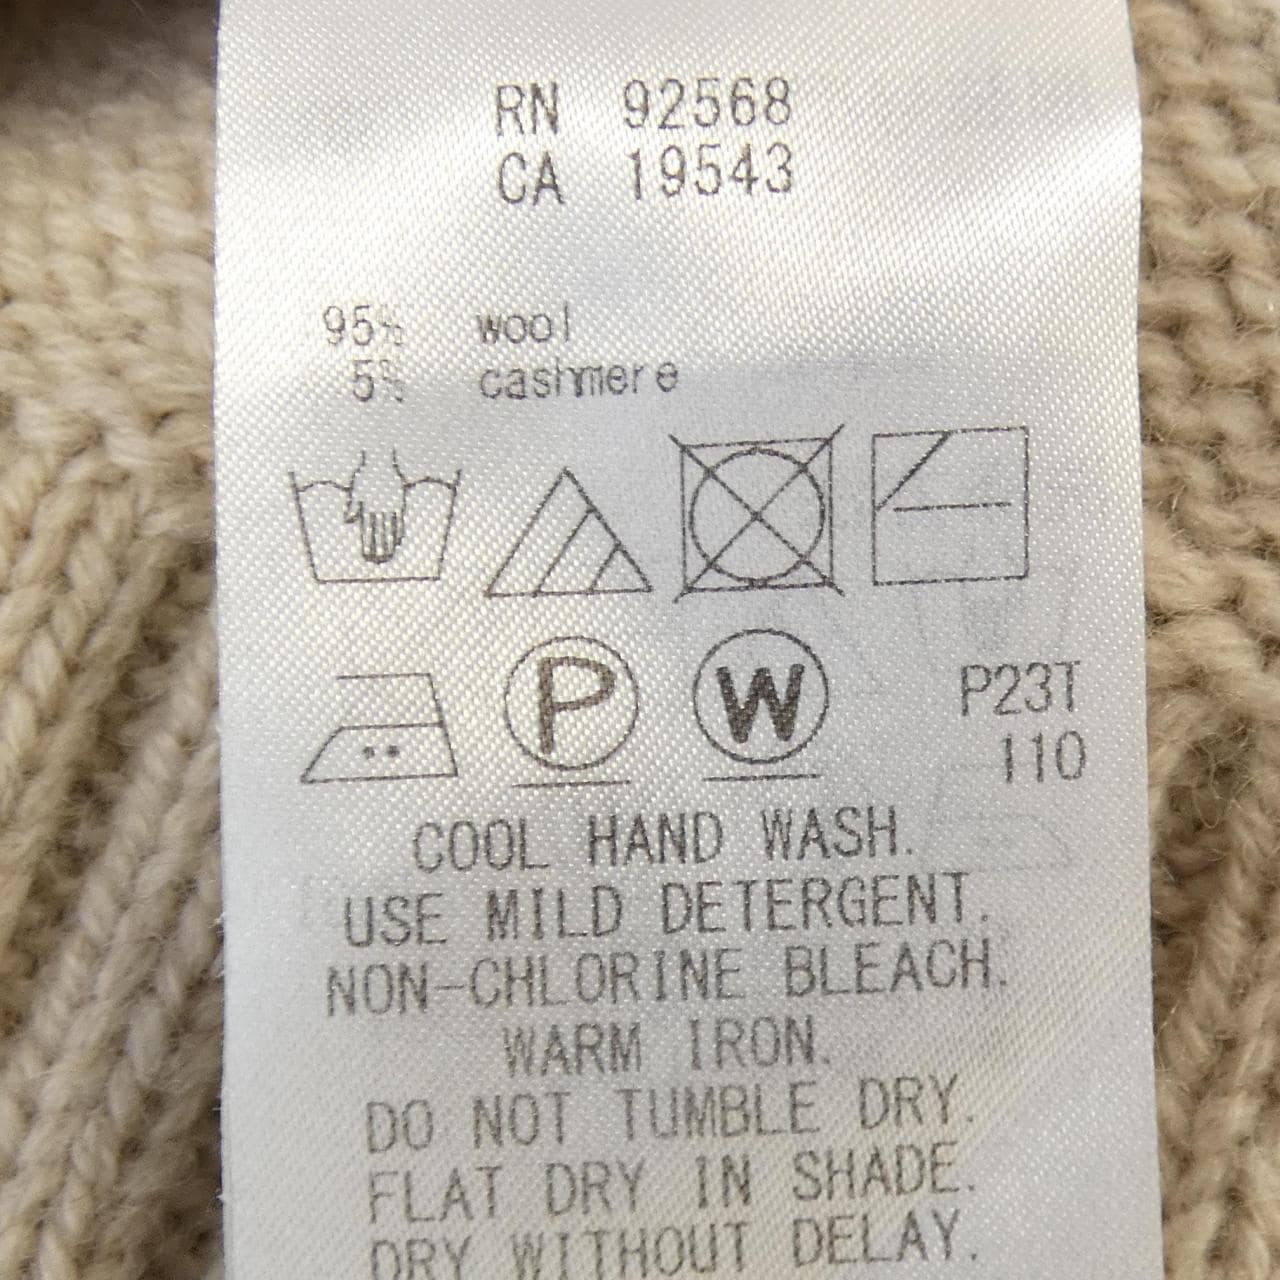 RN 92568
CA 19543
95% wool
5% cashmere
P W P23T
110
COOL HAND WASH.
USE MILD DETERGENT.
NON-CHLORINE BLEACH.
WARM IRON.
DO NOT TUMBLE DRY.
FLAT DRY IN SHADE.
DRY WITHOUT DELAY.